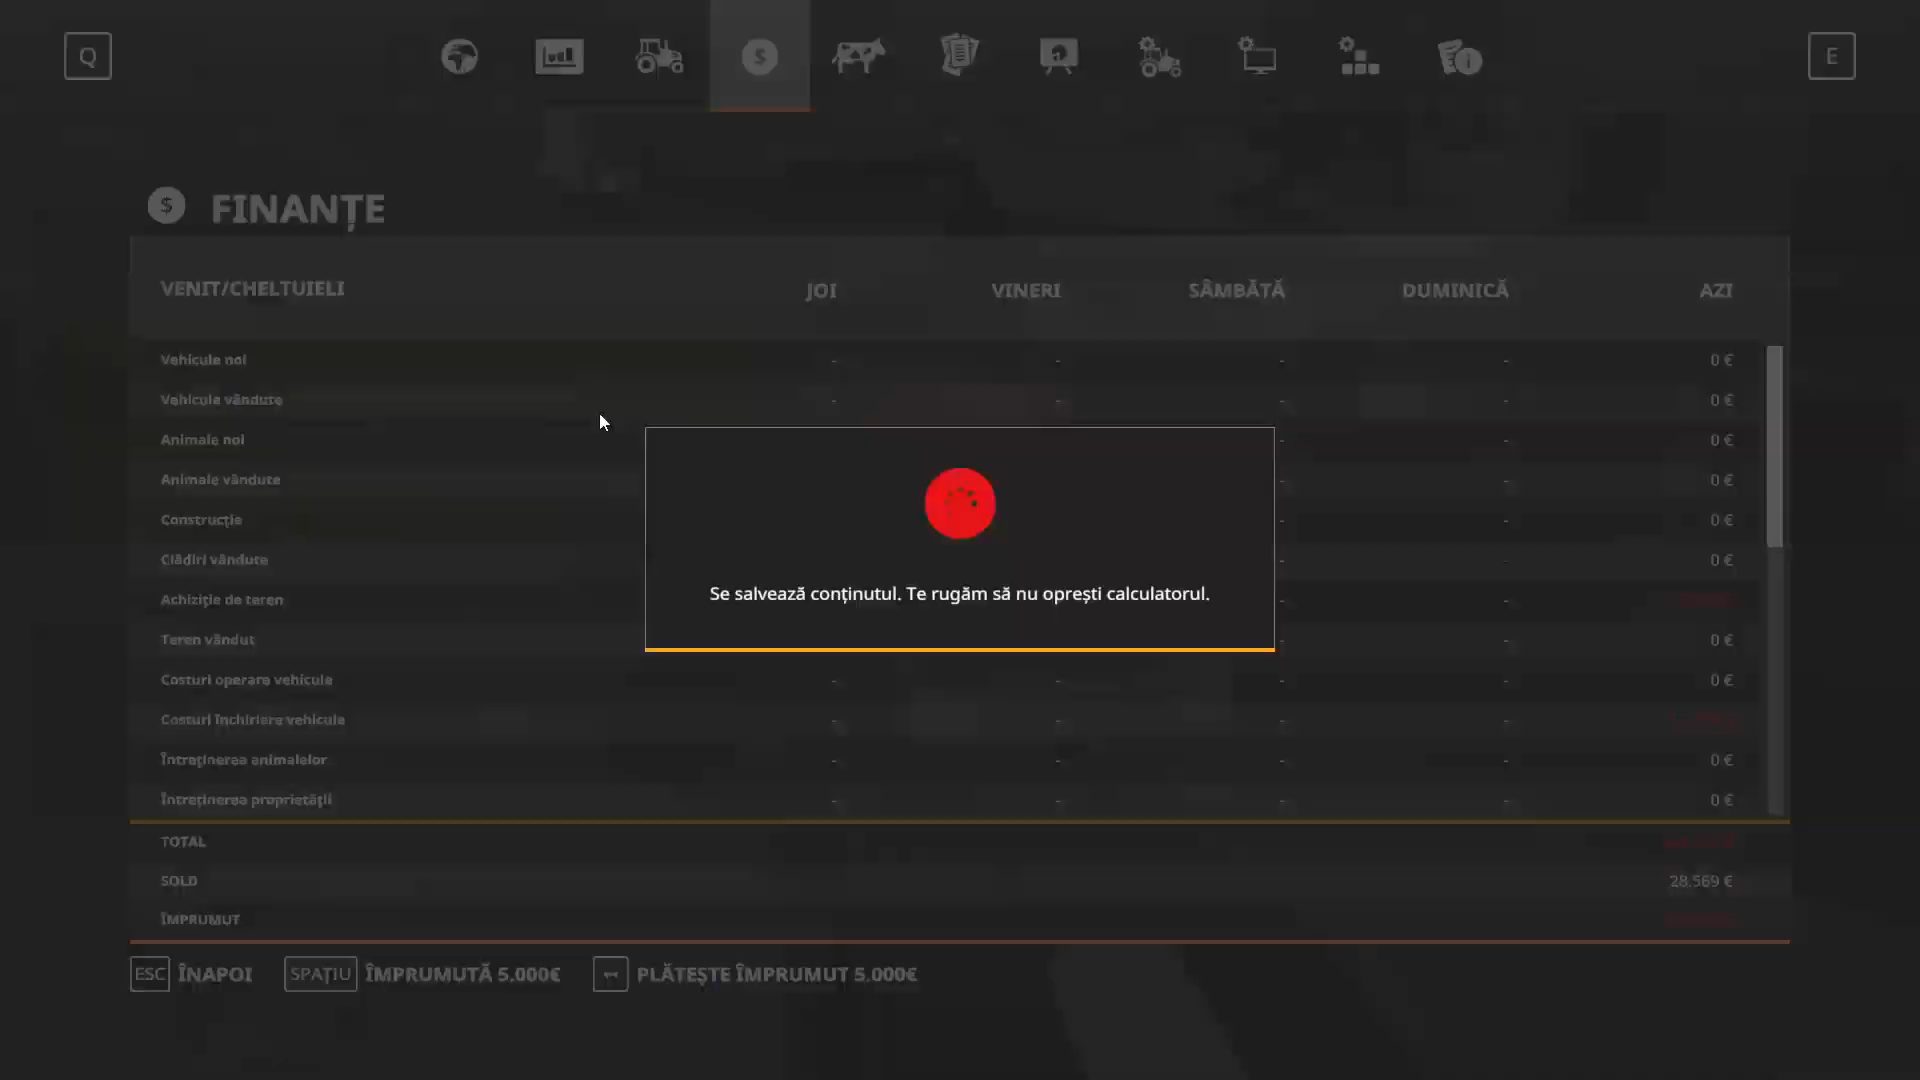 Q
$
E
$ FINANȚE
VENIT/CHELTUIELI JOI VINERI SÂMBĂTĂ DUMINICĂ AZI
Vehicule noi - - - - 0 €
Vehicule vândute - - - - 0 €
Animale noi - 0 €
Animale vândute - - 0 €
Construcție - - 0 €
Clădiri vândute - - 0 €
Achiziție de teren - -
Teren vândut - - 0 €
Costuri operare vehicule - - - - 0 €
Costuri închiriere vehicule - - - -
Întreținerea animalelor - - - - 0 €
Întreținerea proprietății - - - - 0 €
Se salvează conținutul. Te rugăm să nu oprești calculatorul.
TOTAL
SOLD 28.569 €
ÎMPRUMUT
ESC ÎNAPOI SPAȚIU ÎMPRUMUTĂ 5.000€ PLĂTEȘTE ÎMPRUMUT 5.000€